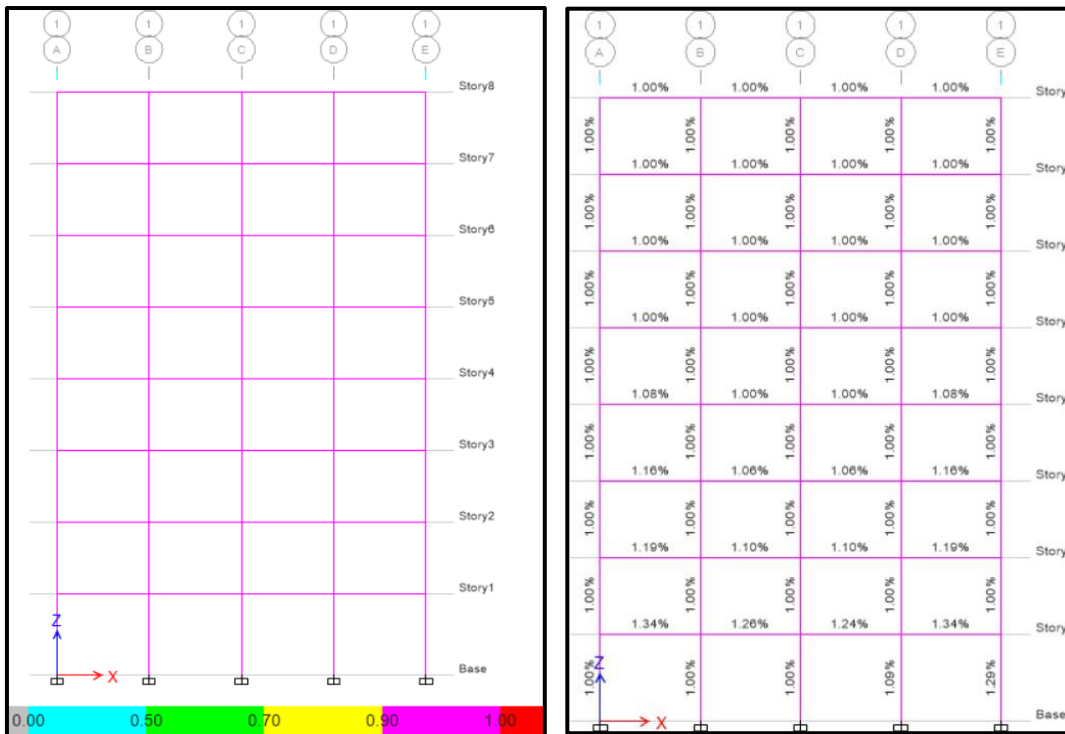 1 1 1 1 1
A B C D E
Story8
Story7
Story6
Story5
Story4
Story3
Story2
Story1
Z
Base
X
0.00 0.50 0.70 0.90 1.00
1 1 1 1 1
A B C D E
1.00% 1.00% 1.00% 1.00%
Story
1.00% 1.00% 1.00% 1.00% 1.00%
1.00% 1.00% 1.00% 1.00%
Story
1.00% 1.00% 1.00% 1.00% 1.00%
1.00% 1.00% 1.00% 1.00%
Story
1.00% 1.00% 1.00% 1.00% 1.00%
1.00% 1.00% 1.00% 1.00%
Story
1.00% 1.00% 1.00% 1.00% 1.00%
1.08% 1.00% 1.00% 1.08%
Story
1.00% 1.00% 1.00% 1.00% 1.00%
1.16% 1.06% 1.06% 1.16%
Story
1.00% 1.00% 1.00% 1.00% 1.00%
1.19% 1.10% 1.10% 1.19%
Story
1.00% 1.00% 1.00% 1.00% 1.00%
1.34% 1.26% 1.24% 1.34%
Story
Z
1.00% 1.00% 1.00% 1.09% 1.29%
Base
X